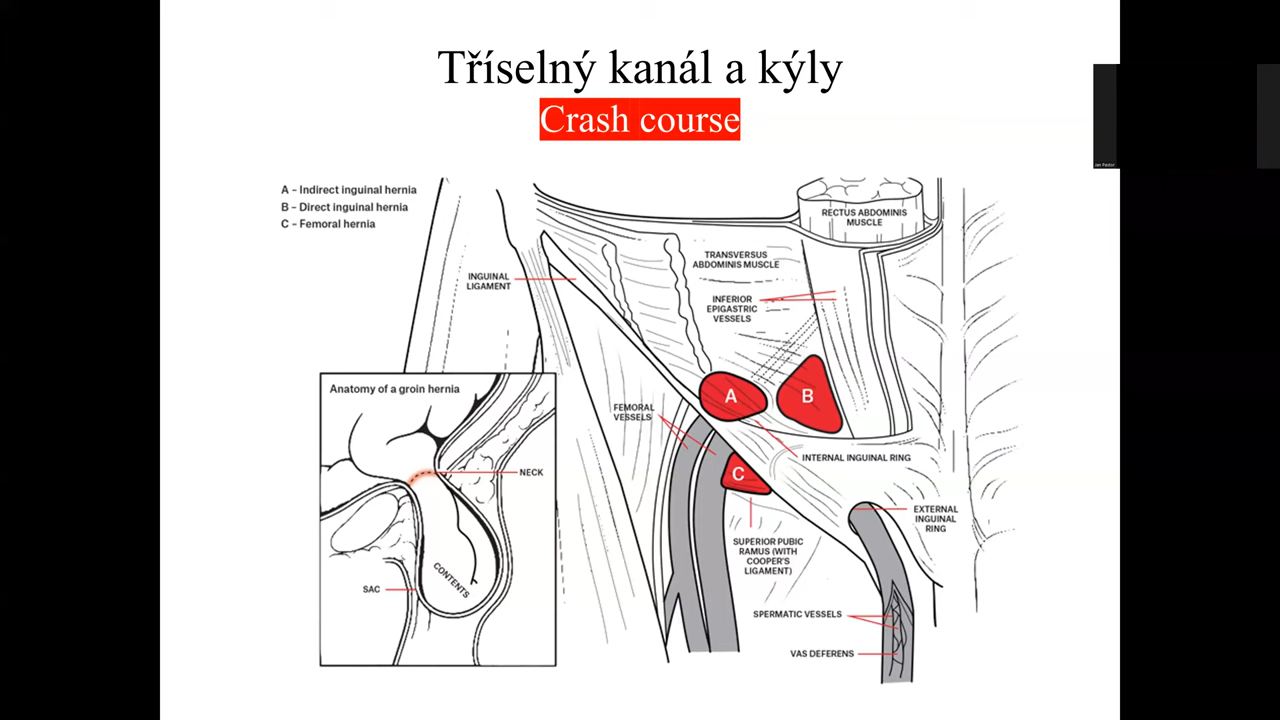 Tříselný kanál a kýly
Crash course
A – Indirect inguinal hernia
B – Direct inguinal hernia
C – Femoral hernia
RECTUS ABDOMINIS
MUSCLE
TRANSVERSUS
ABDOMINIS MUSCLE
INGUINAL
LIGAMENT
INFERIOR
EPIGASTRIC
VESSELS
Anatomy of a groin hernia
A
B
FEMORAL
VESSELS
INTERNAL INGUINAL RING
NECK
C
EXTERNAL
INGUINAL
RING
SUPERIOR PUBIC
RAMUS (WITH
COOPER'S
LIGAMENT)
CONTENTS
SAC
SPERMATIC VESSELS
VAS DEFERENS
Jan Pastor